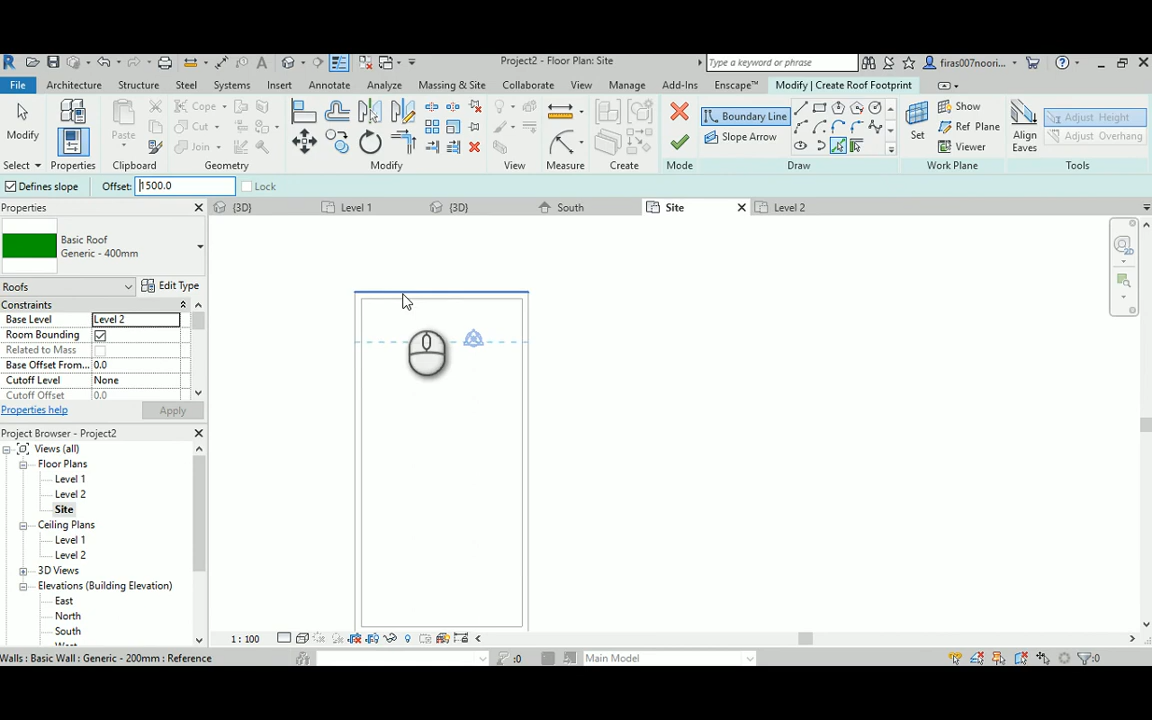 Project2 - Floor Plan: Site
Type a keyword or phrase
firas007noori...
File
Architecture
Structure
Steel
Systems
Insert
Annotate
Analyze
Massing & Site
Collaborate
View
Manage
Add-Ins
Enscape™
Modify | Create Roof Footprint
Modify
Paste
Cope
Cut
Join
Boundary Line
Slope Arrow
Set
Show
Ref Plane
Viewer
Align
Eaves
Adjust Height
Adjust Overhang
Select
Properties
Clipboard
Geometry
Modify
View
Measure
Create
Mode
Draw
Work Plane
Tools
Defines slope
Offset:
1500.0
Lock
Properties
{3D}
Level 1
{3D}
South
Site
Level 2
Basic Roof
Generic - 400mm
Roofs
Edit Type
Constraints
Base Level
Level 2
Room Bounding
Related to Mass
Base Offset From...
0.0
Cutoff Level
None
Cutoff Offset
0.0
Properties help
Apply
Project Browser - Project2
Views (all)
Floor Plans
Level 1
Level 2
Site
Ceiling Plans
Level 1
Level 2
3D Views
Elevations (Building Elevation)
East
North
South
1 : 100
Walls : Basic Wall : Generic - 200mm : Reference
:0
Main Model
:0